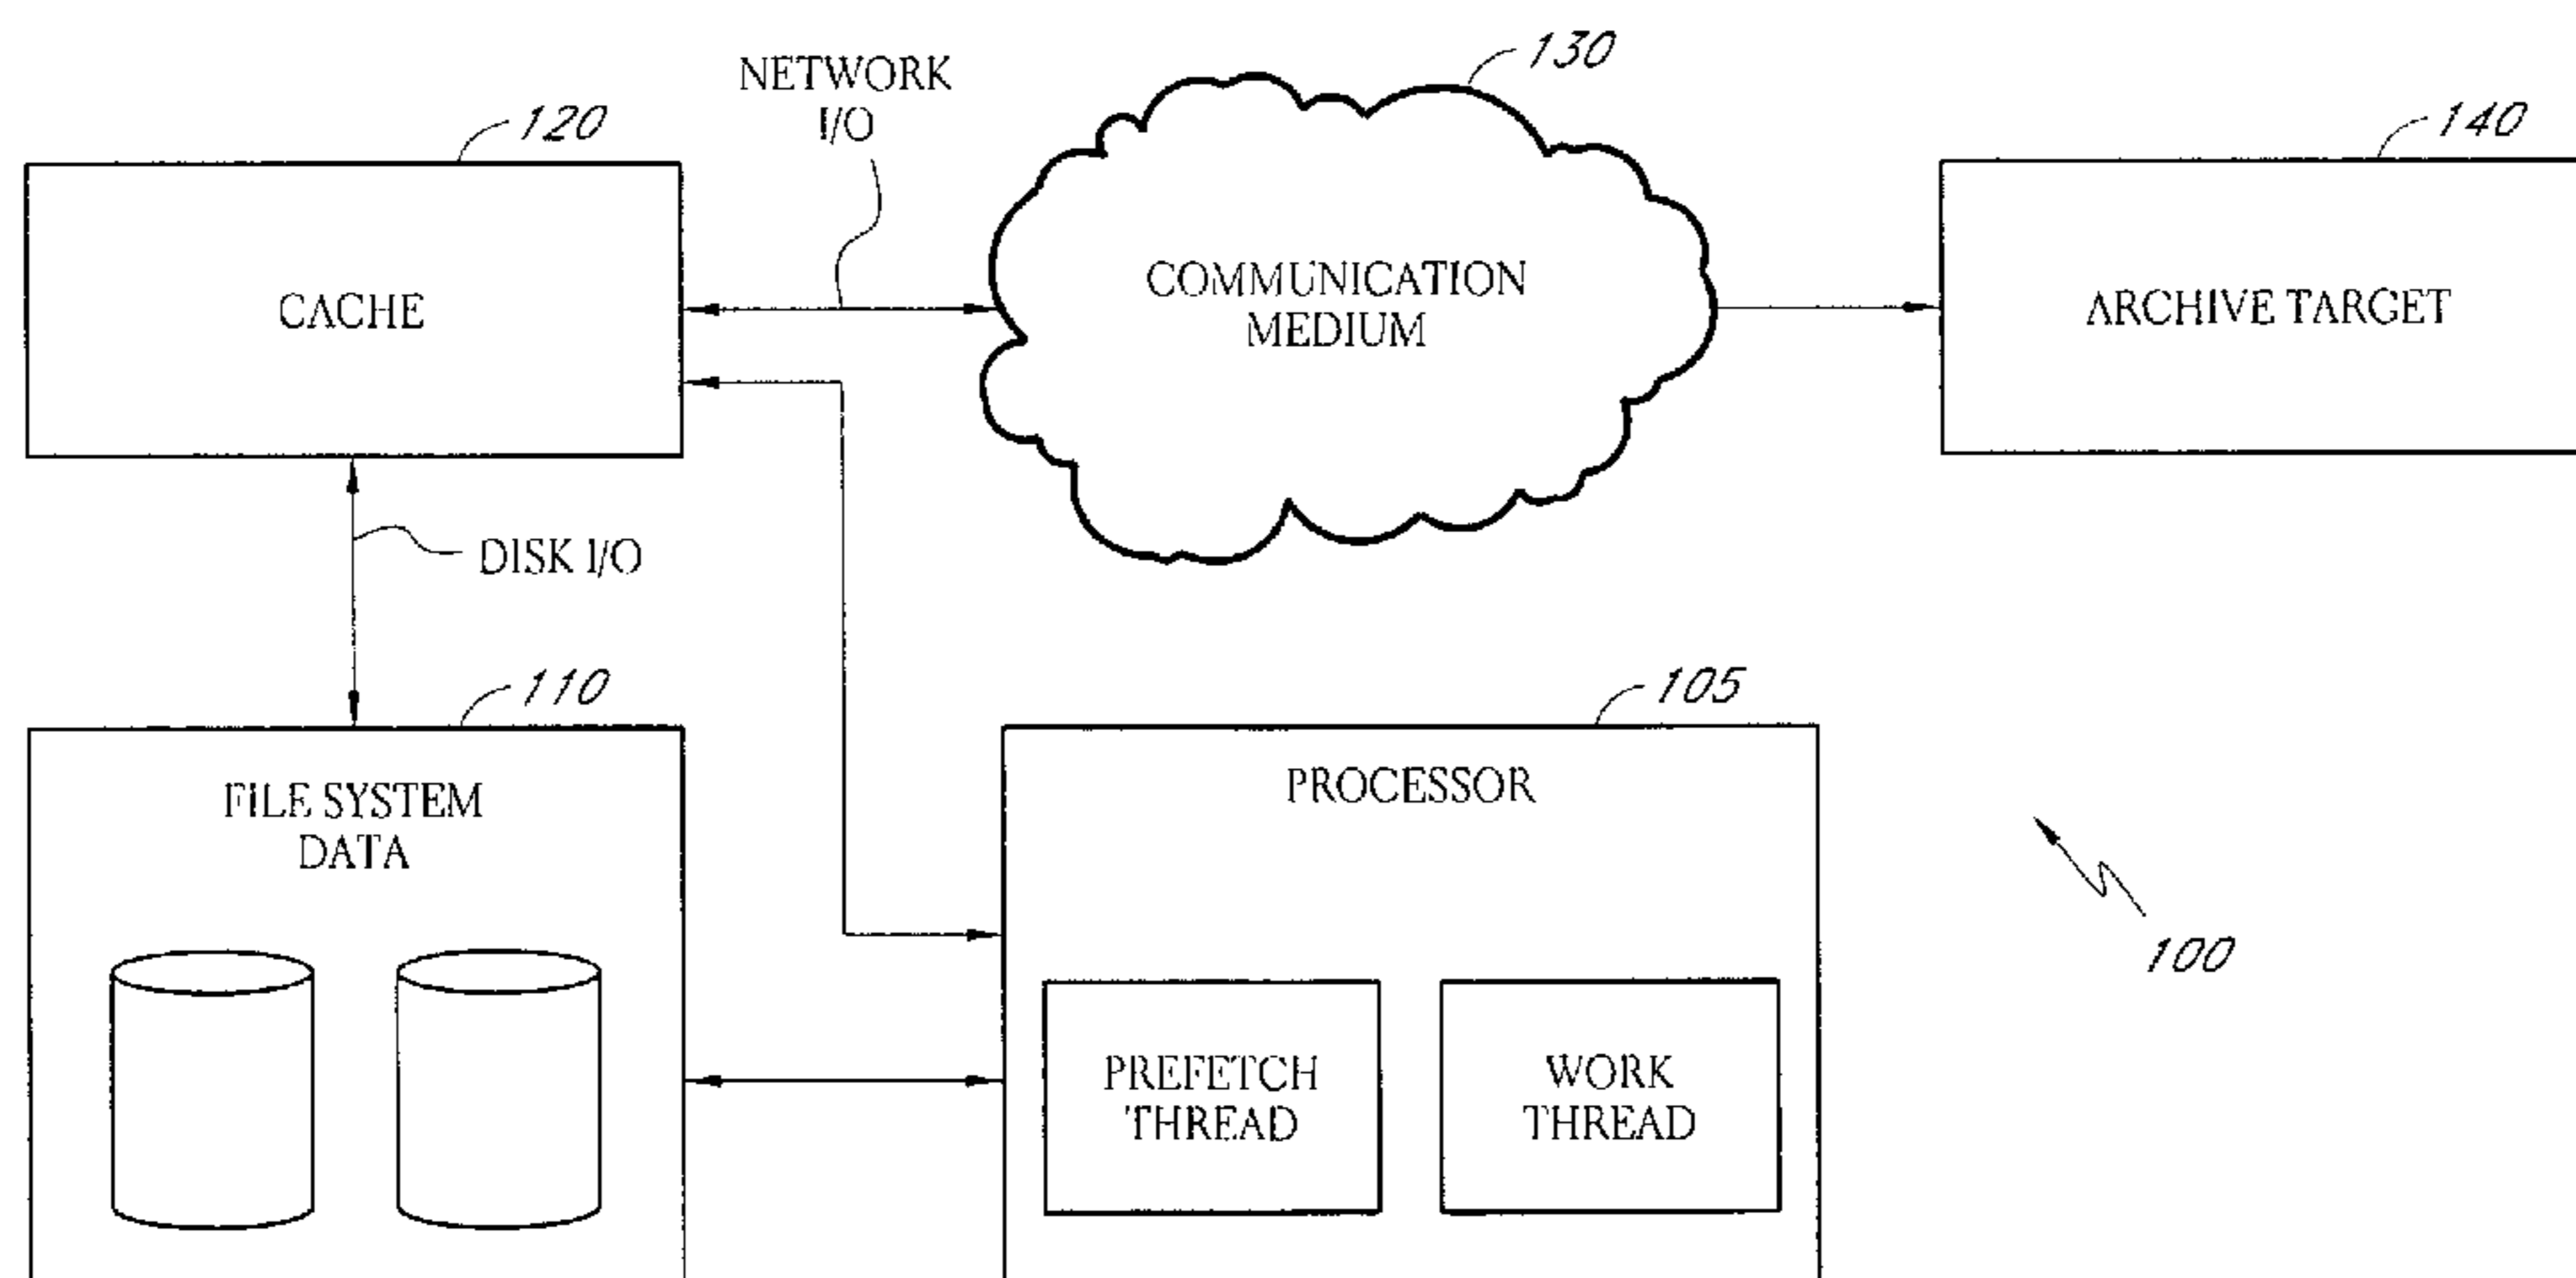 NETWORK
I/O
130
120
140
CACHE
COMMUNICATION
MEDIUM
ARCHIVE TARGET
DISK I/O
110
105
FILE SYSTEM
DATA
PROCESSOR
100
PREFETCH
THREAD
WORK
THREAD